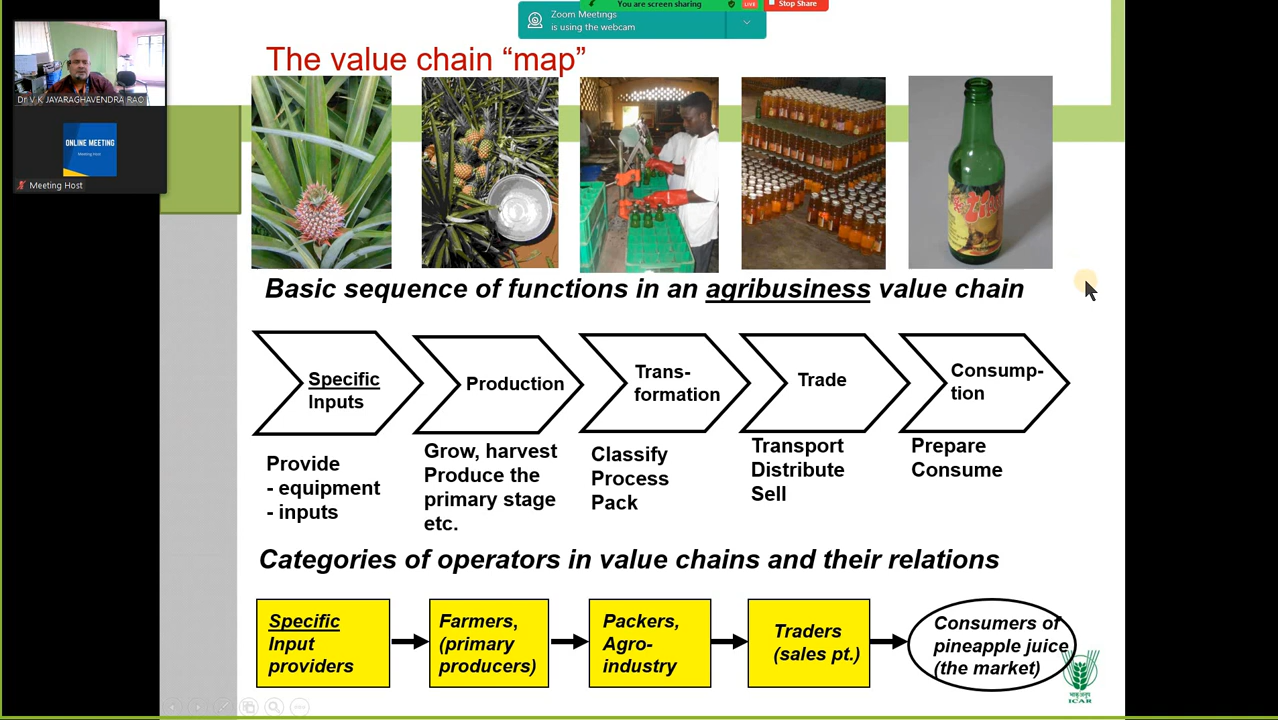 You are screen sharing
LIVE
Stop Share
Zoom Meetings
is using the webcam
The value chain “map”
Dr V K JAYARAGHAVENDRA RAO
ONLINE MEETING
Meeting Host
Meeting Host
Basic sequence of functions in an agribusiness value chain
Specific
Inputs
Production
Trans-
formation
Trade
Consump-
tion
Provide
- equipment
- inputs
Grow, harvest
Produce the
primary stage
etc.
Classify
Process
Pack
Transport
Distribute
Sell
Prepare
Consume
Categories of operators in value chains and their relations
Specific
Input
providers
Farmers,
(primary
producers)
Packers,
Agro-
industry
Traders
(sales pt.)
Consumers of
pineapple juice
(the market)
ICAR